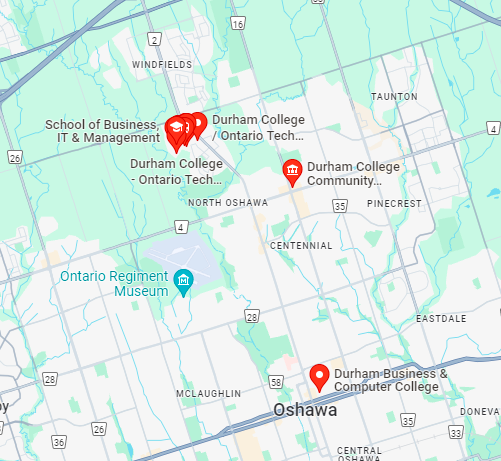 2
16
WINDFIELDS
TAUNTON
School of Business,
IT & Management
Durham College
/ Ontario Tech...
4
26
Durham College
- Ontario Tech...
Durham College
Community...
NORTH OSHAWA
35
PINECREST
4
CENTENNIAL
Ontario Regiment
Museum
28
EASTDALE
28
58
MCLAUGHLIN
Durham Business &
Computer College
Oshawa
by
26
36
35
33
DONEVA
CENTRAL
OSHAWA